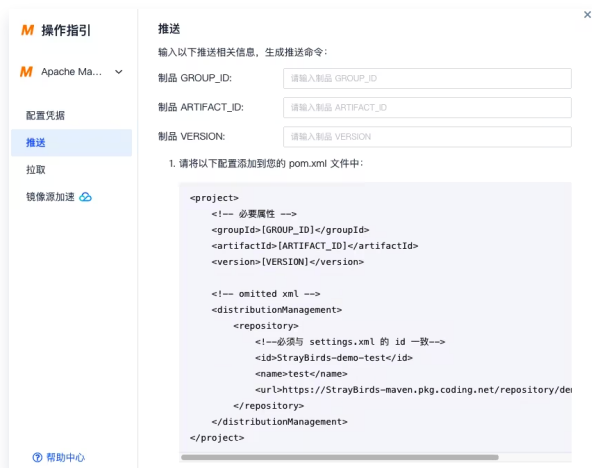 操作指引
Apache Ma...
配置凭据
推送
拉取
镜像源加速
帮助中心
推送
输入以下推送相关信息，生成推送命令：
制品 GROUP_ID:
请输入制品 GROUP_ID
制品 ARTIFACT_ID:
请输入制品 ARTIFACT_ID
制品 VERSION:
请输入制品 VERSION
1. 请将以下配置添加到您的 pom.xml 文件中：
<project>
    <!-- 必要属性 -->
    <groupId>[GROUP_ID]</groupId>
    <artifactId>[ARTIFACT_ID]</artifactId>
    <version>[VERSION]</version>

    <!-- omitted xml -->
    <distributionManagement>
        <repository>
            <!--必须与 settings.xml 的 id 一致-->
            <id>StrayBirds-demo-test</id>
            <name>test</name>
            <url>https://StrayBirds-maven.pkg.coding.net/repository/de
        </repository>
    </distributionManagement>
</project>